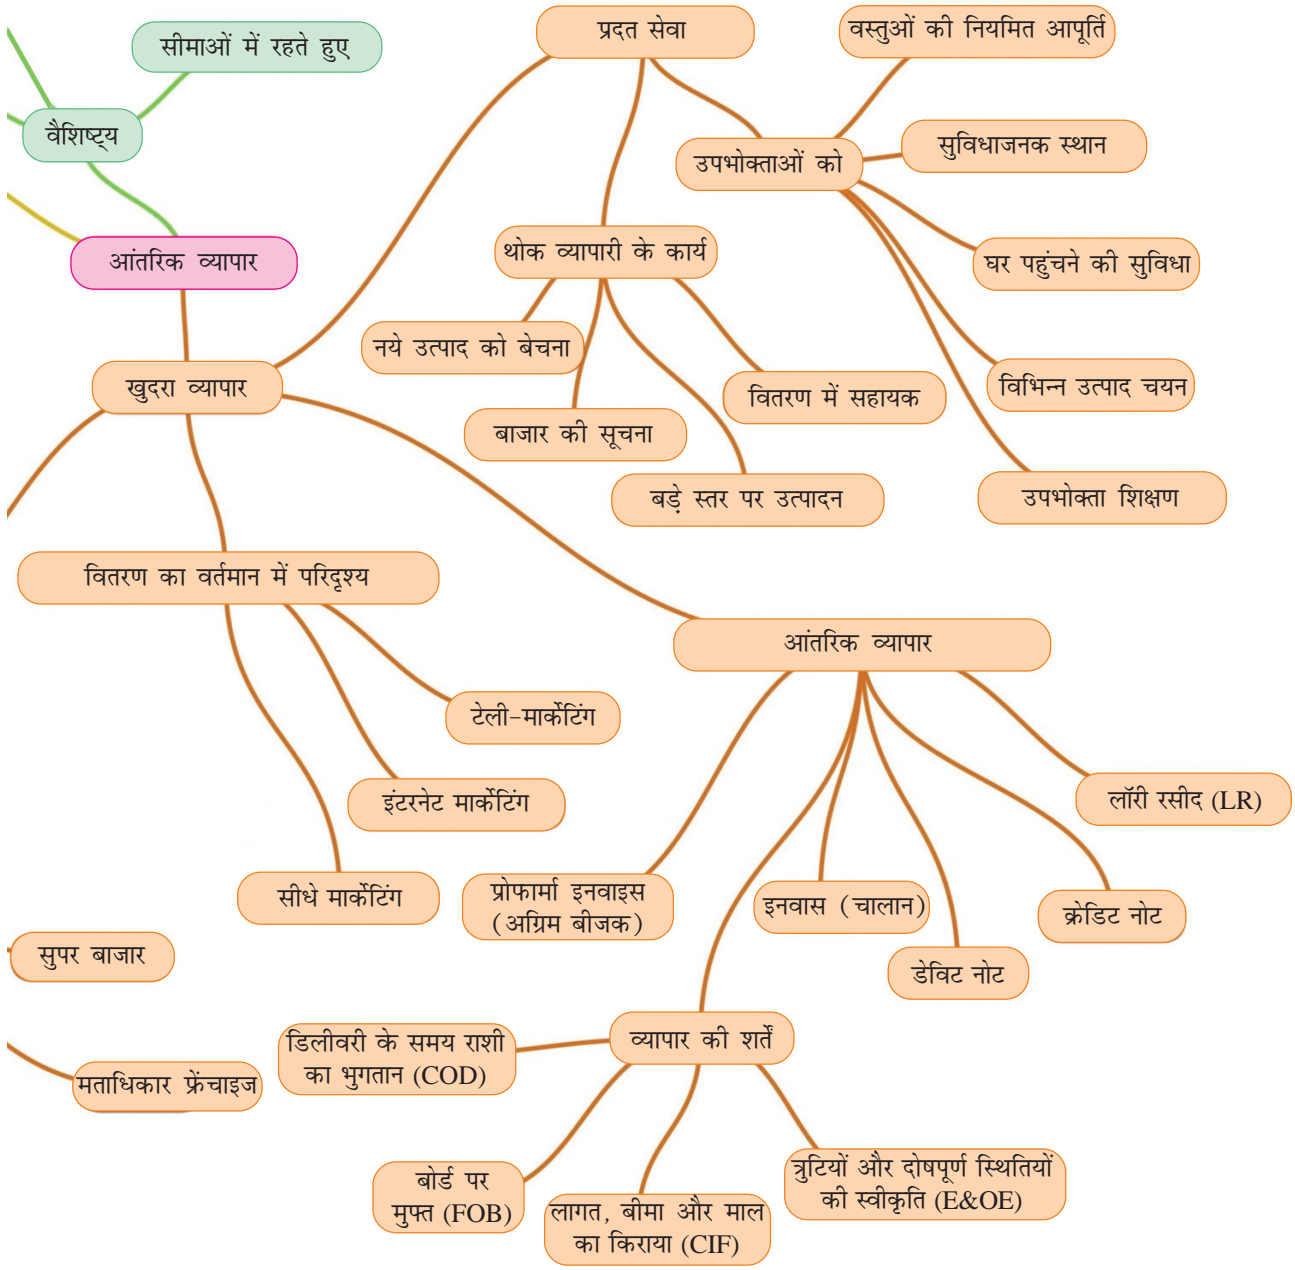 प्रदत सेवा
वस्तुओं की नियमित आपूर्ति
सीमाओं में रहते हुए
वैशिष्ट्य
सुविधाजनक स्थान
उपभोक्ताओं को
आंतरिक व्यापार
थोक व्यापारी के कार्य
घर पहुंचने की सुविधा
नये उत्पाद को बेचना
खुदरा व्यापार
वितरण में सहायक
विभिन्न उत्पाद चयन
बाजार की सूचना
बड़े स्तर पर उत्पादन
उपभोक्ता शिक्षण
वितरण का वर्तमान में परिदृश्य
आंतरिक व्यापार
टेली-मार्केटिंग
इंटरनेट मार्केटिंग
लॉरी रसीद (LR)
सीधे मार्केटिंग
प्रोफार्मा इनवाइस
(अग्रिम बीजक)
इनवास (चालान)
क्रेडिट नोट
सुपर बाजार
डेविट नोट
डिलीवरी के समय राशी
का भुगतान (COD)
व्यापार की शर्तें
मताधिकार फ्रेंचाइज
बोर्ड पर
मुफ्त (FOB)
लागत, बीमा और माल
का किराया (CIF)
त्रुटियों और दोषपूर्ण स्थितियों
की स्वीकृति (E&OE)